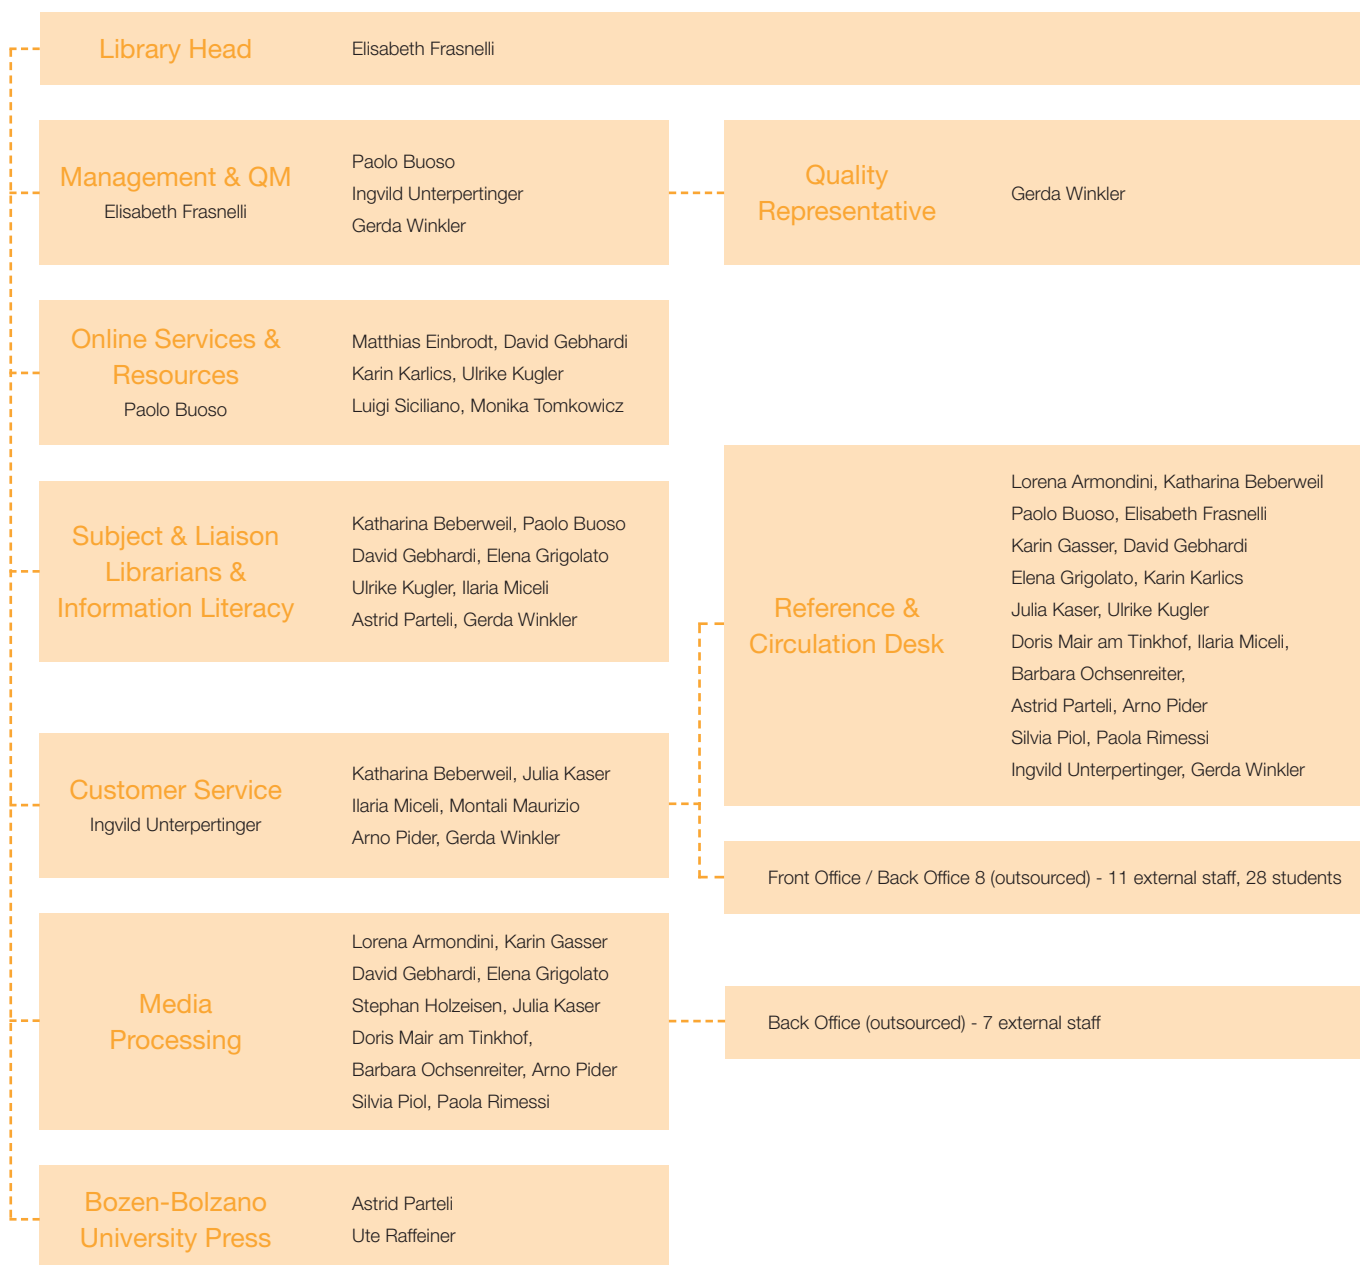 Library Head
Elisabeth Frasnelli
Management & QM
Elisabeth Frasnelli
Paolo Buoso
Ingvild Unterpertinger
Gerda Winkler
Quality
Representative
Gerda Winkler
Online Services &
Resources
Paolo Buoso
Matthias Einbrodt, David Gebhardi
Karin Karlics, Ulrike Kugler
Luigi Siciliano, Monika Tomkowicz
Subject & Liaison
Librarians &
Information Literacy
Katharina Beberweil, Paolo Buoso
David Gebhardi, Elena Grigolato
Ulrike Kugler, Ilaria Miceli
Astrid Parteli, Gerda Winkler
Reference &
Circulation Desk
Lorena Armondini, Katharina Beberweil
Paolo Buoso, Elisabeth Frasnelli
Karin Gasser, David Gebhardi
Elena Grigolato, Karin Karlics
Julia Kaser, Ulrike Kugler
Doris Mair am Tinkhof, Ilaria Miceli,
Barbara Ochsenreiter,
Astrid Parteli, Arno Pider
Silvia Piol, Paola Rimessi
Ingvild Unterpertinger, Gerda Winkler
Customer Service
Ingvild Unterpertinger
Katharina Beberweil, Julia Kaser
Ilaria Miceli, Montali Maurizio
Arno Pider, Gerda Winkler
Front Office / Back Office 8 (outsourced) - 11 external staff, 28 students
Media
Processing
Lorena Armondini, Karin Gasser
David Gebhardi, Elena Grigolato
Stephan Holzeisen, Julia Kaser
Doris Mair am Tinkhof,
Barbara Ochsenreiter, Arno Pider
Silvia Piol, Paola Rimessi
Back Office (outsourced) - 7 external staff
Bozen-Bolzano
University Press
Astrid Parteli
Ute Raffeiner